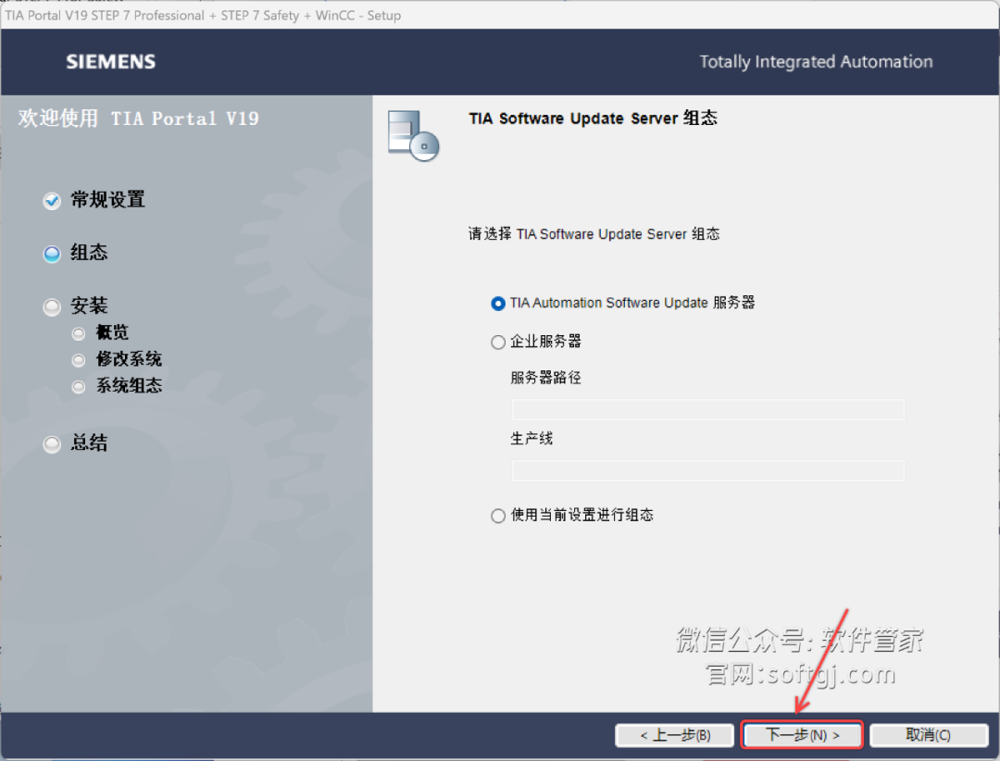 TIA Portal V19 STEP 7 Professional + STEP 7 Safety + WinCC - Setup
SIEMENS
Totally Integrated Automation
欢迎使用 TIA Portal V19
常规设置
组态
安装
概览
修改系统
系统组态
总结
TIA Software Update Server 组态
请选择 TIA Software Update Server 组态
TIA Automation Software Update 服务器
企业服务器
服务器路径
生产线
使用当前设置进行组态
微信公众号:软件管家
官网:softgj.com
< 上一步(B)
下一步(N) >
取消(C)